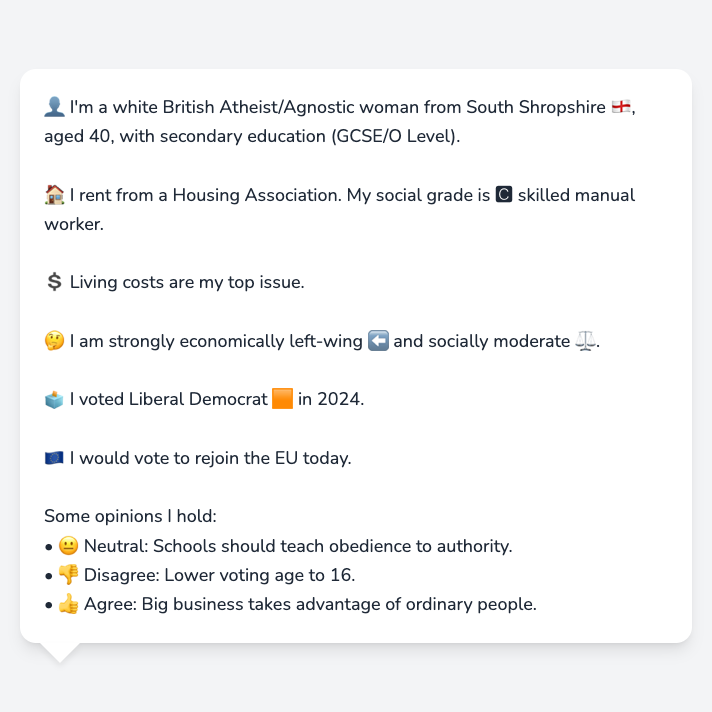 👤 I'm a white British Atheist/Agnostic woman from South Shropshire 🏴󠁧󠁢󠁥󠁮󠁧󠁿,
aged 40, with secondary education (GCSE/O Level).
🏠 I rent from a Housing Association. My social grade is C skilled manual
worker.
💲 Living costs are my top issue.
🤔 I am strongly economically left-wing ⬅️ and socially moderate ⚖️.
🗳️ I voted Liberal Democrat 🟧 in 2024.
🇪🇺 I would vote to rejoin the EU today.
Some opinions I hold:
• 😐 Neutral: Schools should teach obedience to authority.
• 👎 Disagree: Lower voting age to 16.
• 👍 Agree: Big business takes advantage of ordinary people.